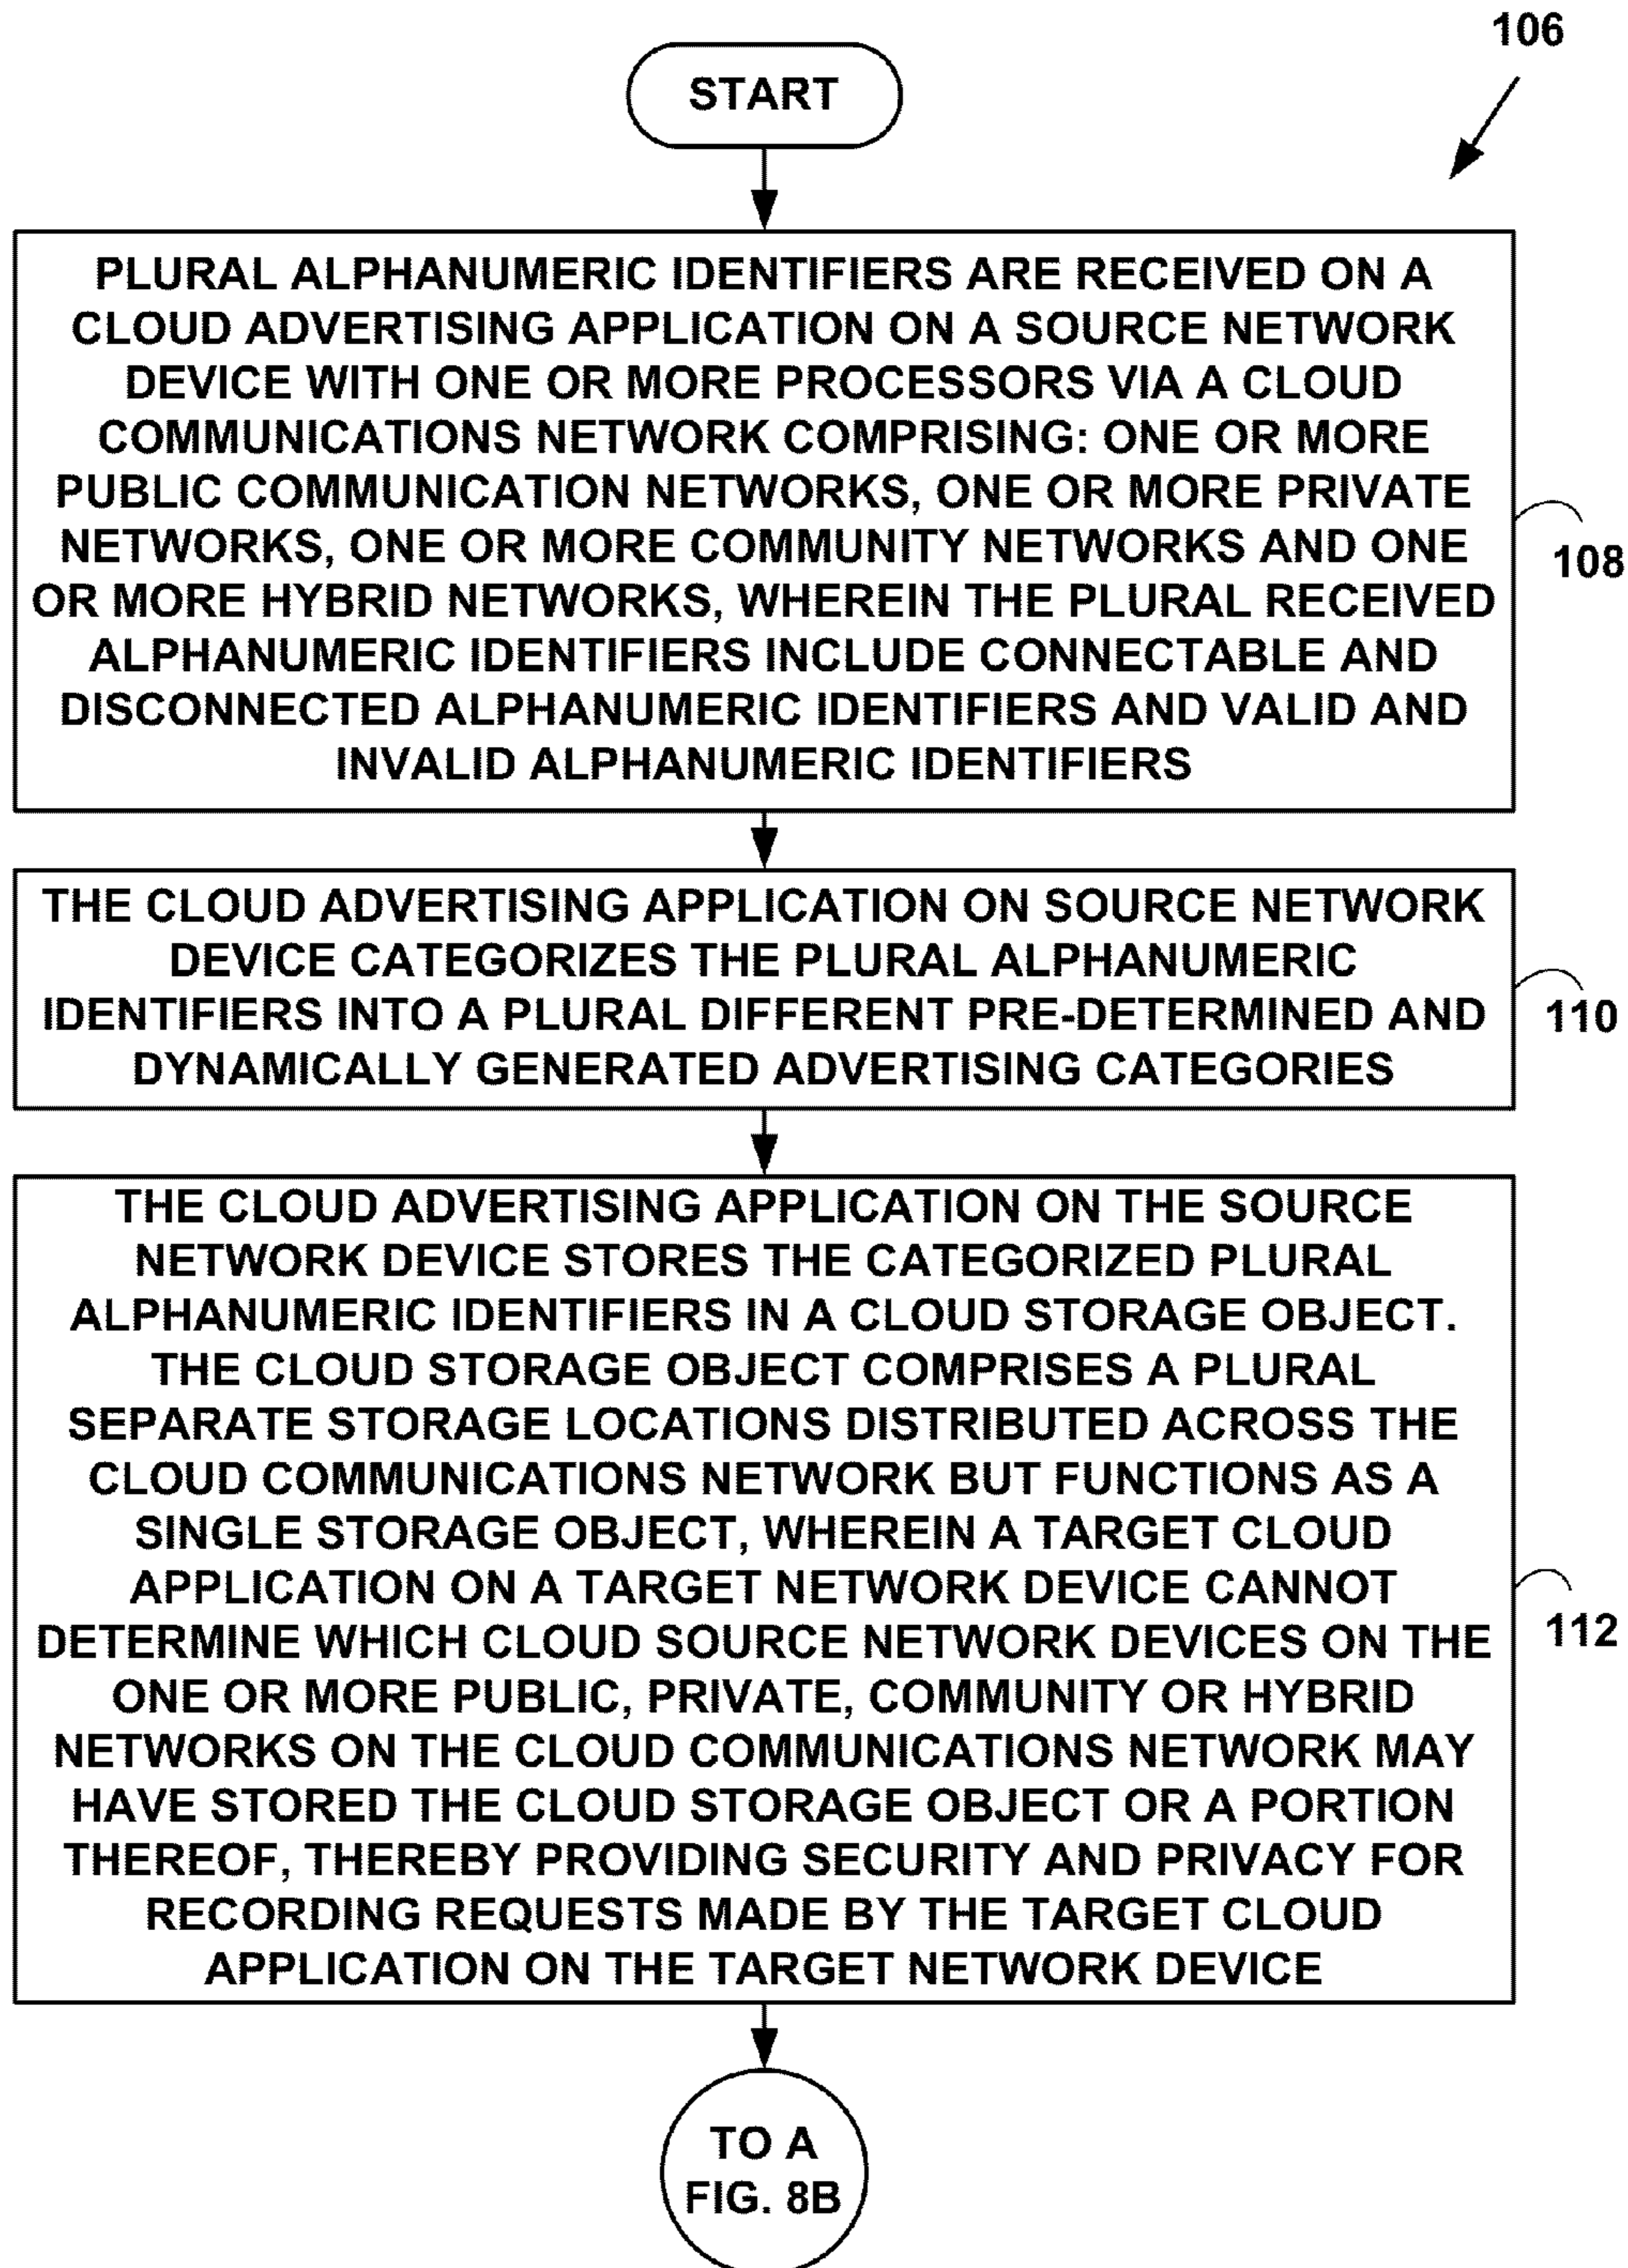 106
START
PLURAL ALPHANUMERIC IDENTIFIERS ARE RECEIVED ON A
CLOUD ADVERTISING APPLICATION ON A SOURCE NETWORK
DEVICE WITH ONE OR MORE PROCESSORS VIA A CLOUD
COMMUNICATIONS NETWORK COMPRISING: ONE OR MORE
PUBLIC COMMUNICATION NETWORKS, ONE OR MORE PRIVATE
NETWORKS, ONE OR MORE COMMUNITY NETWORKS AND ONE
OR MORE HYBRID NETWORKS, WHEREIN THE PLURAL RECEIVED
ALPHANUMERIC IDENTIFIERS INCLUDE CONNECTABLE AND
DISCONNECTED ALPHANUMERIC IDENTIFIERS AND VALID AND
INVALID ALPHANUMERIC IDENTIFIERS
108
THE CLOUD ADVERTISING APPLICATION ON SOURCE NETWORK
DEVICE CATEGORIZES THE PLURAL ALPHANUMERIC
IDENTIFIERS INTO A PLURAL DIFFERENT PRE-DETERMINED AND
DYNAMICALLY GENERATED ADVERTISING CATEGORIES
110
THE CLOUD ADVERTISING APPLICATION ON THE SOURCE
NETWORK DEVICE STORES THE CATEGORIZED PLURAL
ALPHANUMERIC IDENTIFIERS IN A CLOUD STORAGE OBJECT.
THE CLOUD STORAGE OBJECT COMPRISES A PLURAL
SEPARATE STORAGE LOCATIONS DISTRIBUTED ACROSS THE
CLOUD COMMUNICATIONS NETWORK BUT FUNCTIONS AS A
SINGLE STORAGE OBJECT, WHEREIN A TARGET CLOUD
APPLICATION ON A TARGET NETWORK DEVICE CANNOT
DETERMINE WHICH CLOUD SOURCE NETWORK DEVICES ON THE
ONE OR MORE PUBLIC, PRIVATE, COMMUNITY OR HYBRID
NETWORKS ON THE CLOUD COMMUNICATIONS NETWORK MAY
HAVE STORED THE CLOUD STORAGE OBJECT OR A PORTION
THEREOF, THEREBY PROVIDING SECURITY AND PRIVACY FOR
RECORDING REQUESTS MADE BY THE TARGET CLOUD
APPLICATION ON THE TARGET NETWORK DEVICE
112
TO A
FIG. 8B